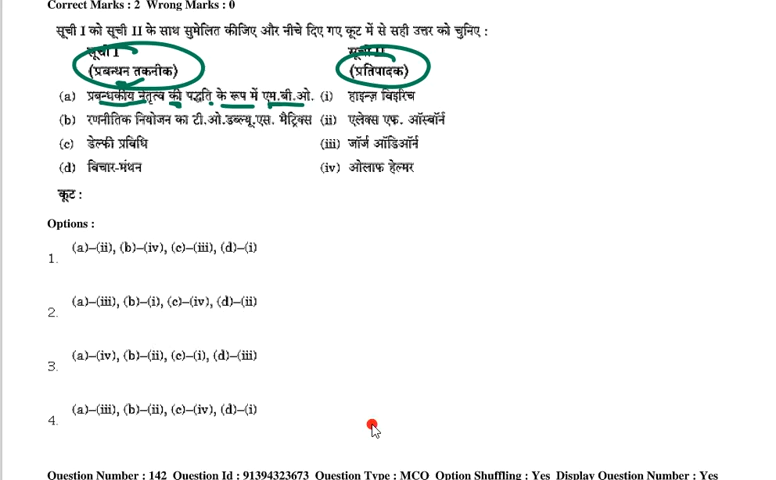 Correct Marks : 2 Wrong Marks : 0
सूची I को सूची II के साथ सुमेलित कीजिए और नीचे दिए गए कूट में से सही उत्तर को चुनिए :
सूची I सूची II
(प्रबन्धन तकनीक) (प्रतिपादक)
(a) प्रबन्धकीय नेतृत्व की पद्धति के रूप में एम.बी.ओ. (i) हाइन्ज़ विइरिच
(b) रणनीतिक नियोजन का टी.ओ.डब्ल्यू.एस. मैट्रिक्स (ii) एलेक्स एफ. ऑस्बॉर्न
(c) डेल्फी प्रविधि (iii) जॉर्ज ऑडिऑर्न
(d) विचार-मंथन (iv) ओलाफ हेल्मर
कूट :
Options :
1. (a)–(ii), (b)–(iv), (c)–(iii), (d)–(i)
2. (a)–(iii), (b)–(i), (c)–(iv), (d)–(ii)
3. (a)–(iv), (b)–(ii), (c)–(i), (d)–(iii)
4. (a)–(iii), (b)–(ii), (c)–(iv), (d)–(i)
Question Number : 142 Question Id : 91394323673 Question Type : MCQ Option Shuffling : Yes Display Question Number : Yes